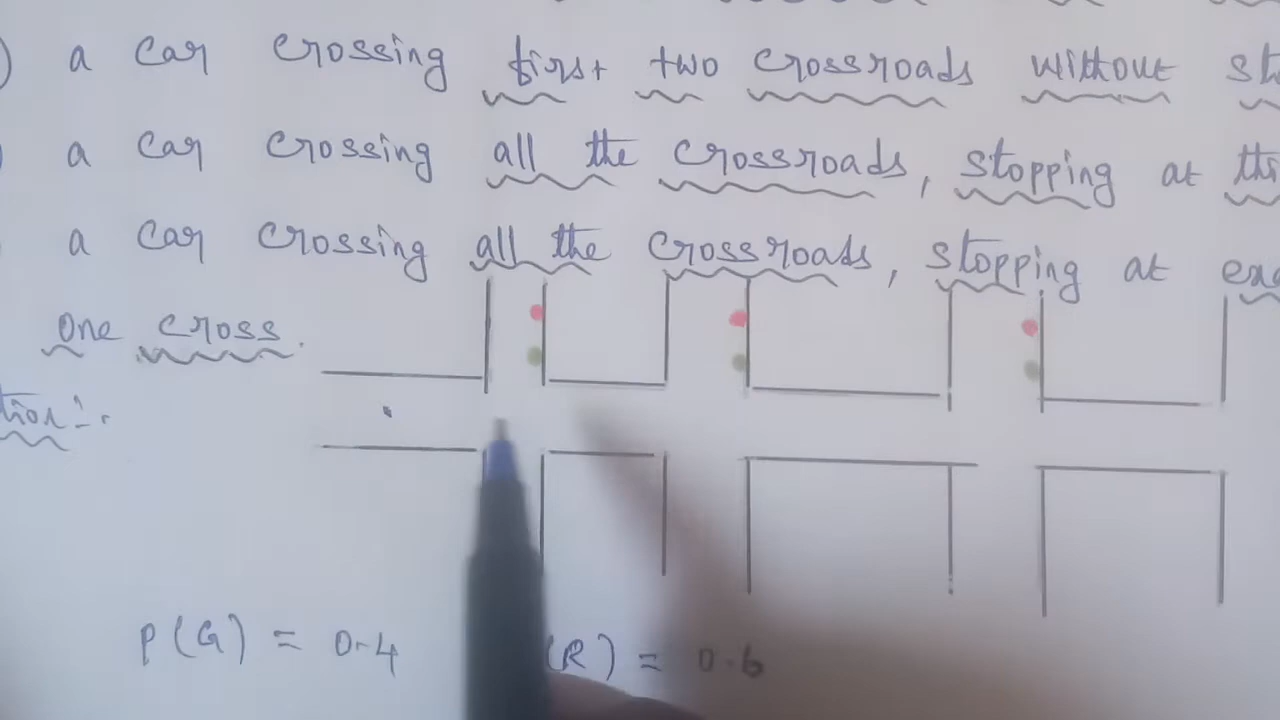 ) a car crossing first two crossroads without
a car crossing all the crossroads, stopping at
a car crossing all the crossroads, stopping at
one cross.
P(G) = 0.4 (R) = 0.6